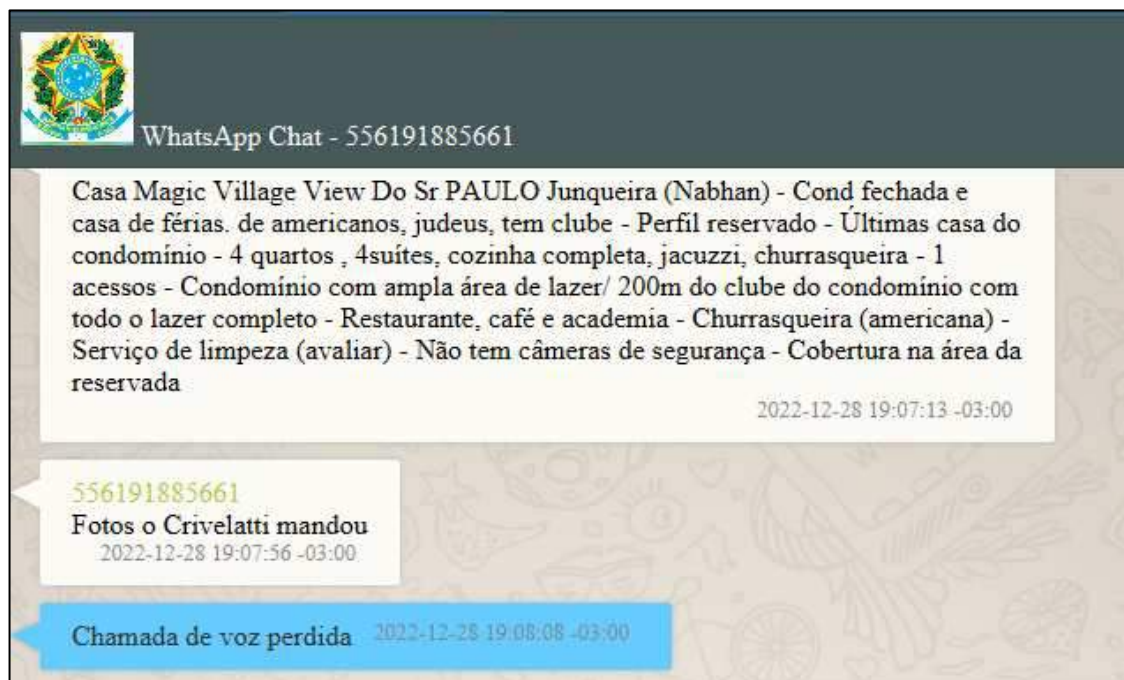 WhatsApp Chat - 556191885661
Casa Magic Village View Do Sr PAULO Junqueira (Nabhan) - Cond fechada e
casa de férias. de americanos, judeus, tem clube - Perfil reservado - Últimas casa do
condomínio - 4 quartos , 4suítes, cozinha completa, jacuzzi, churrasqueira - 1
acessos - Condomínio com ampla área de lazer/ 200m do clube do condomínio com
todo o lazer completo - Restaurante, café e academia - Churrasqueira (americana) -
Serviço de limpeza (avaliar) - Não tem câmeras de segurança - Cobertura na área da
reservada
2022-12-28 19:07:13 -03:00
556191885661
Fotos o Crivelatti mandou
2022-12-28 19:07:56 -03:00
Chamada de voz perdida 2022-12-28 19:08:08 -03:00